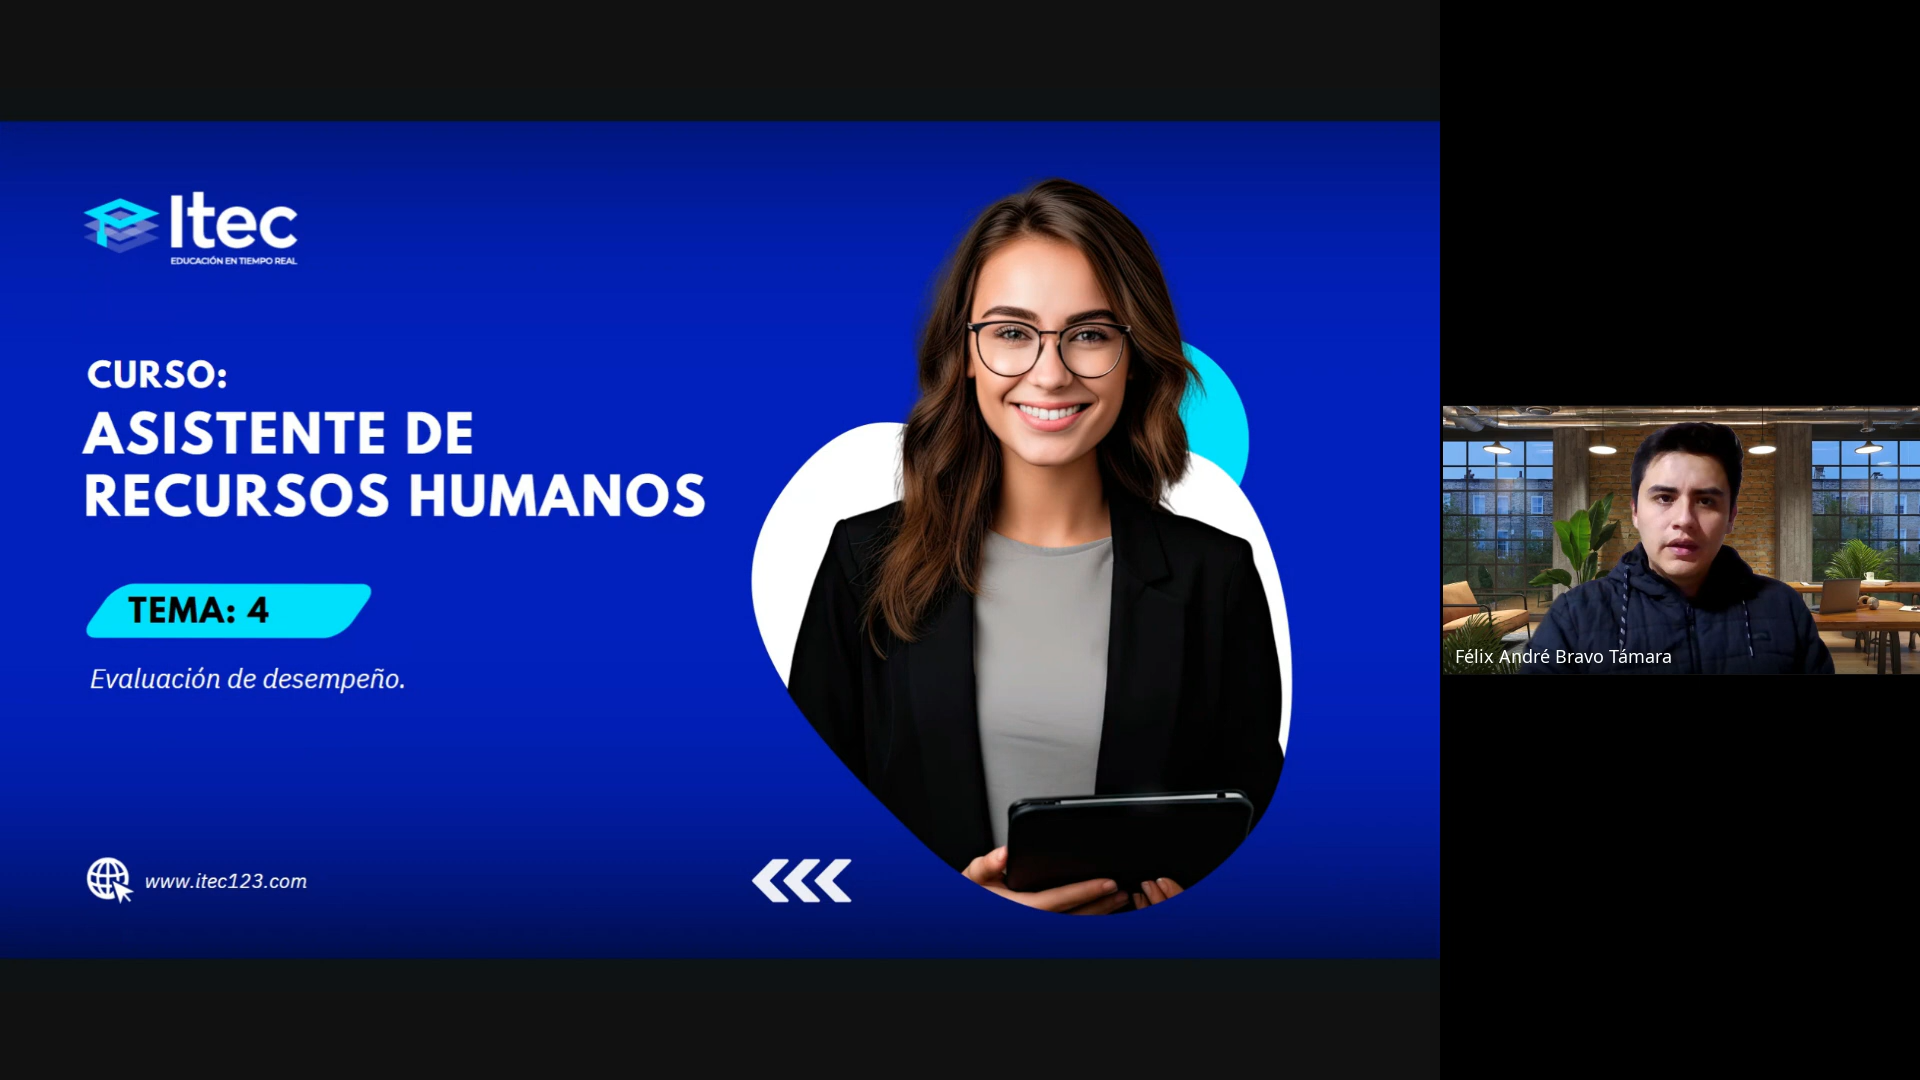 Itec
EDUCACIÓN EN TIEMPO REAL
CURSO:
ASISTENTE DE
RECURSOS HUMANOS
TEMA: 4
Evaluación de desempeño.
www.itec123.com
Félix André Bravo Támara